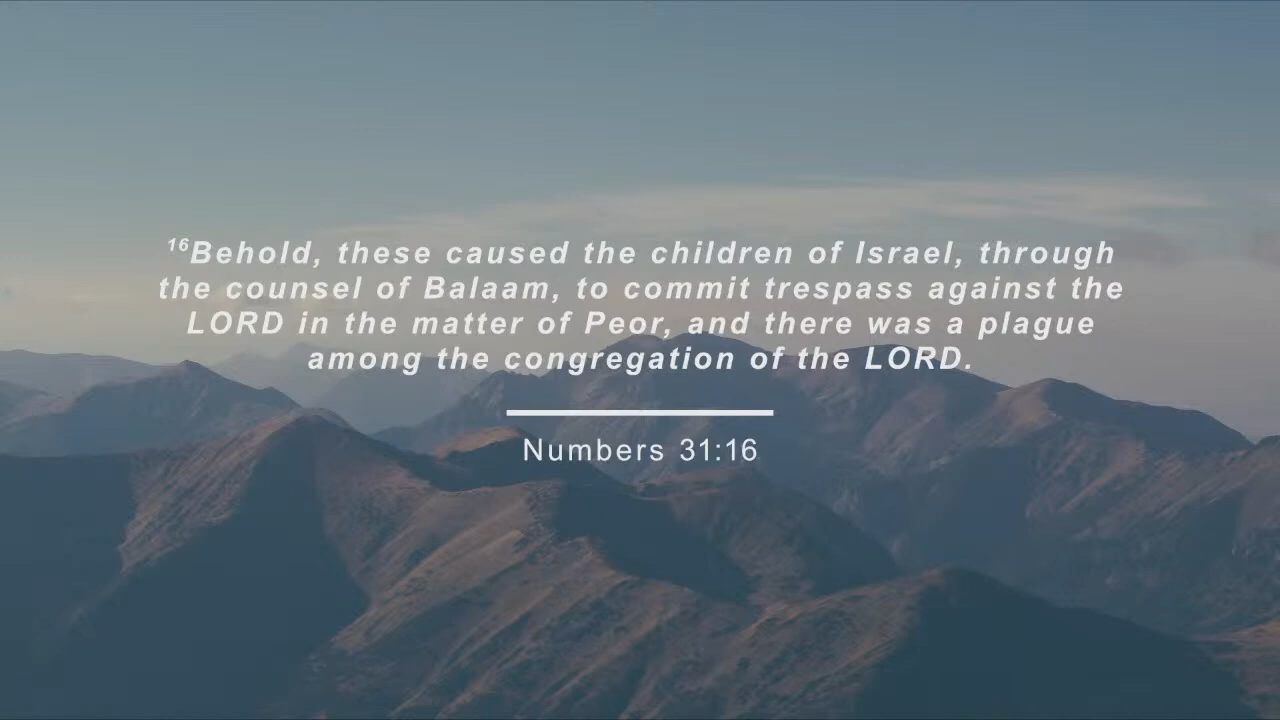 ¹⁶Behold, these caused the children of Israel, through
the counsel of Balaam, to commit trespass against the
LORD in the matter of Peor, and there was a plague
among the congregation of the LORD.
Numbers 31:16